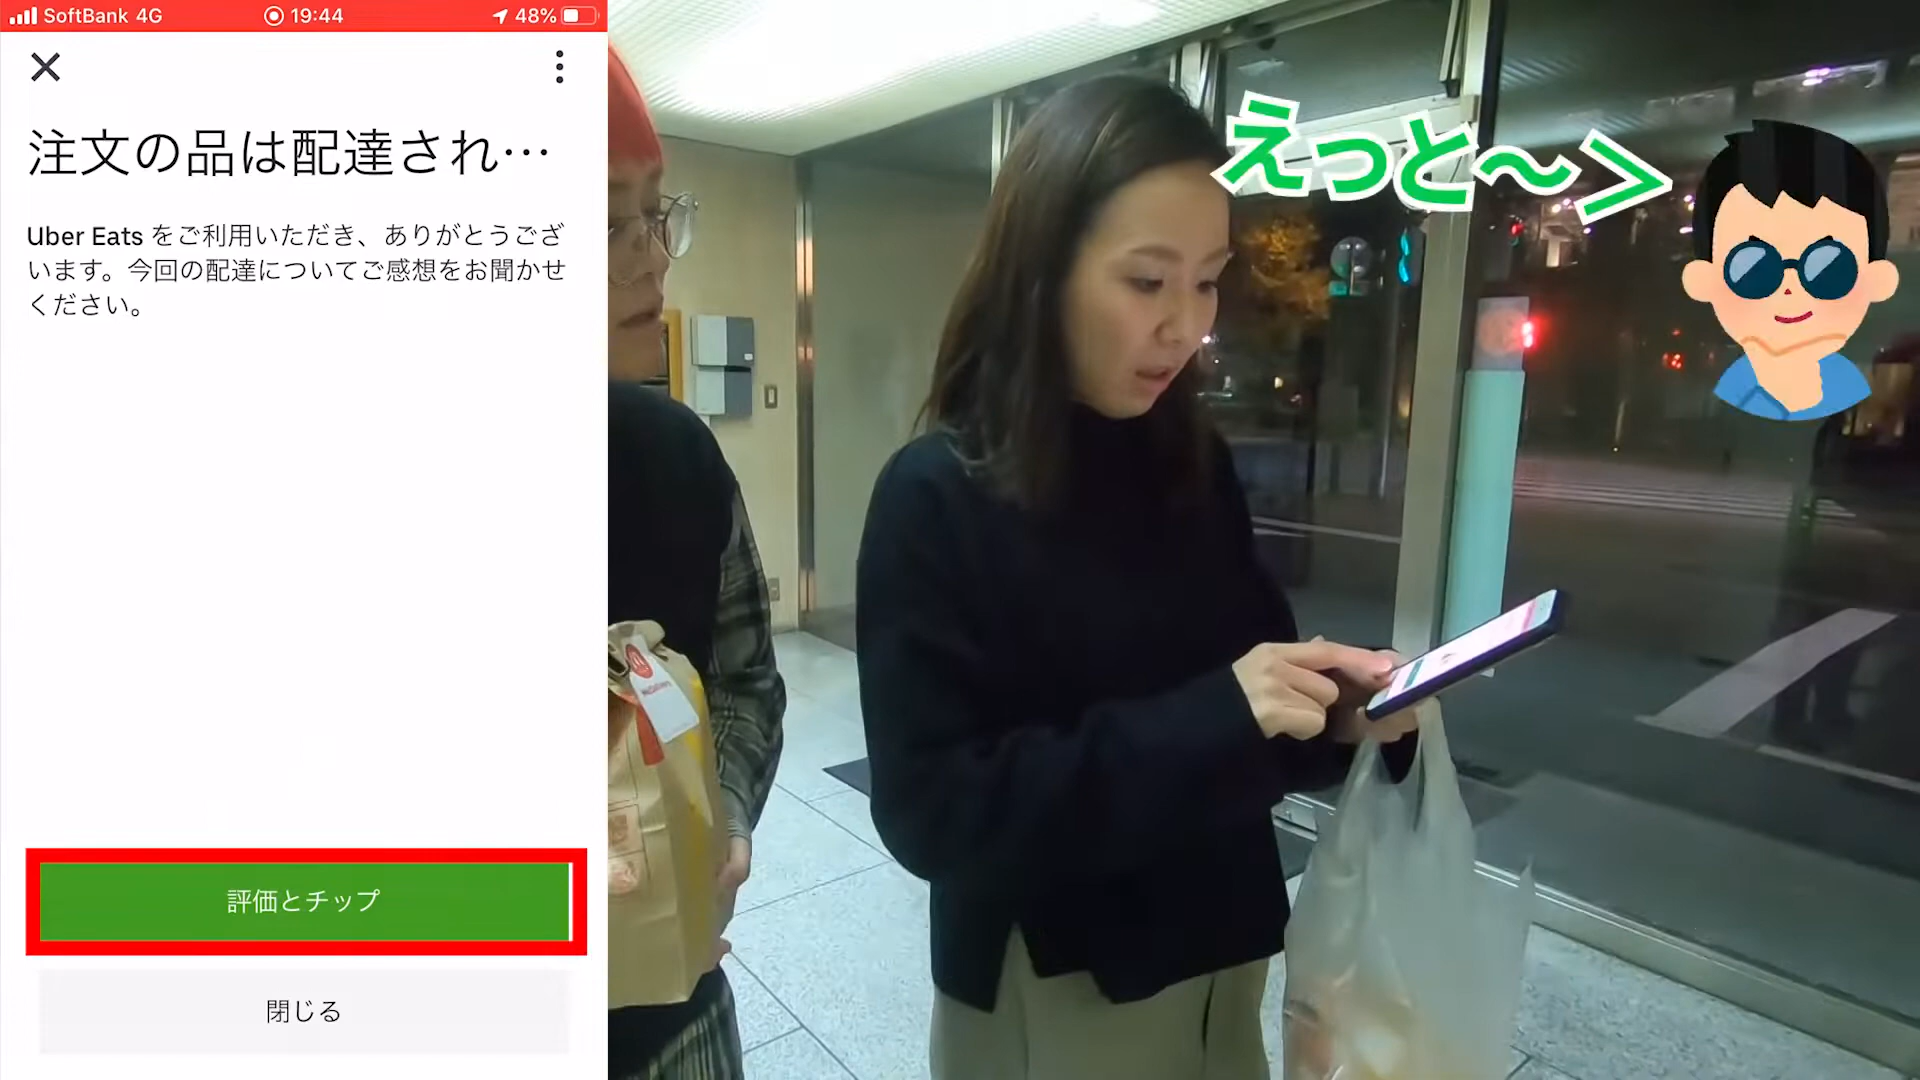 SoftBank 4G
19:44
48%
注文の品は配達され…
Uber Eats をご利用いただき、ありがとうござ
います。今回の配達についてご感想をお聞かせ
ください。
評価とチップ
閉じる
えっと〜＞